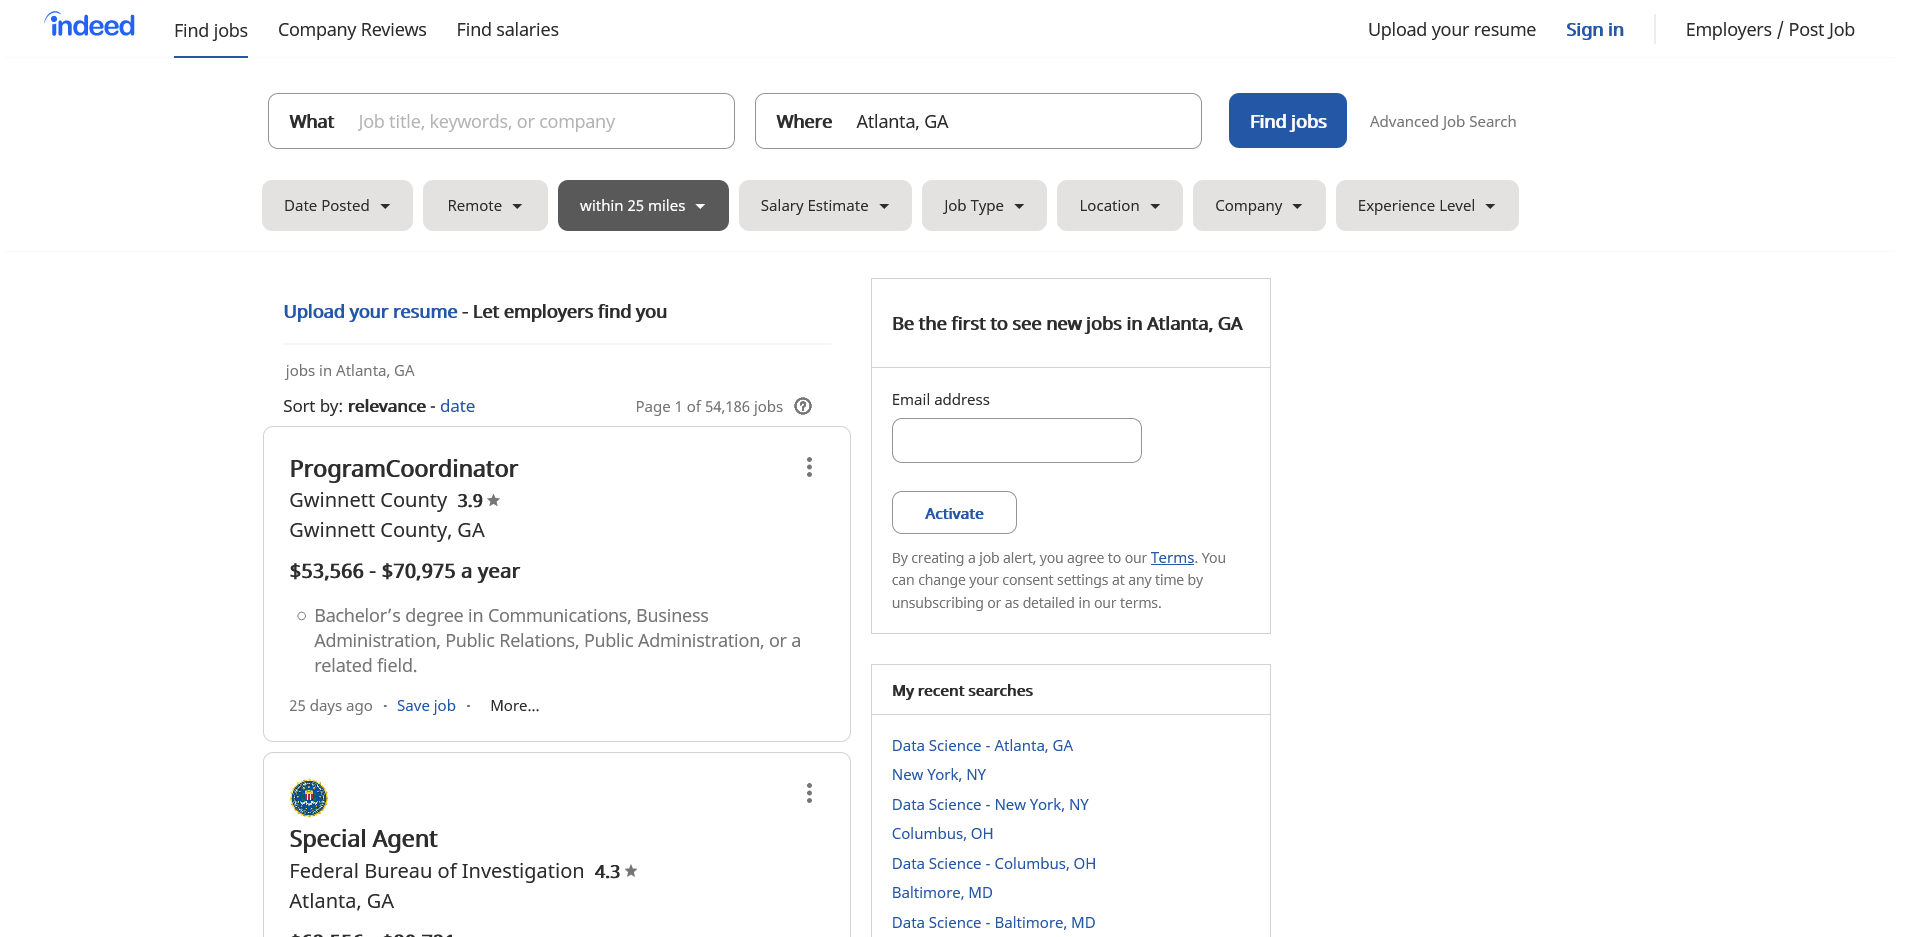 indeed
Find jobs
Company Reviews
Find salaries
Upload your resume
Sign in
Employers / Post Job
What Job title, keywords, or company
Where Atlanta, GA
Find jobs
Advanced Job Search
Date Posted
Remote
within 25 miles
Salary Estimate
Job Type
Location
Company
Experience Level
Upload your resume - Let employers find you
jobs in Atlanta, GA
Sort by: relevance - date
Page 1 of 54,186 jobs
ProgramCoordinator
Gwinnett County 3.9
Gwinnett County, GA
$53,566 - $70,975 a year
Bachelor’s degree in Communications, Business
Administration, Public Relations, Public Administration, or a
related field.
25 days ago · Save job · More...
Special Agent
Federal Bureau of Investigation 4.3
Atlanta, GA
Be the first to see new jobs in Atlanta, GA
Email address
Activate
By creating a job alert, you agree to our Terms. You
can change your consent settings at any time by
unsubscribing or as detailed in our terms.
My recent searches
Data Science - Atlanta, GA
New York, NY
Data Science - New York, NY
Columbus, OH
Data Science - Columbus, OH
Baltimore, MD
Data Science - Baltimore, MD